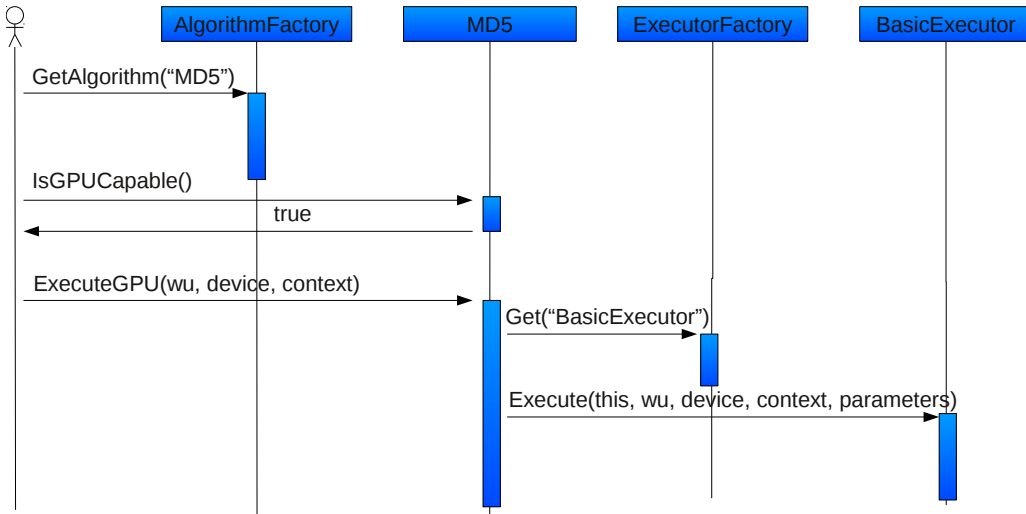 AlgorithmFactory
MD5
ExecutorFactory
BasicExecutor
GetAlgorithm(“MD5”)
IsGPUCapable()
true
ExecuteGPU(wu, device, context)
Get(“BasicExecutor”)
Execute(this, wu, device, context, parameters)